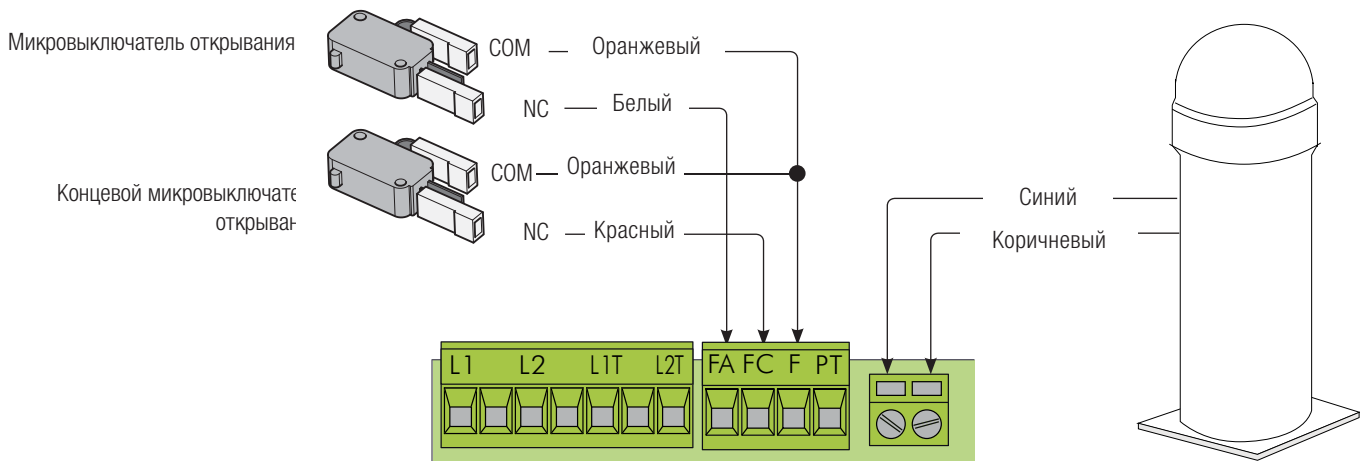 Микровыключатель открывания
COM
Оранжевый
NC
Белый
COM
Оранжевый
Концевой
NC
Красный
Синий
Коричневый
L1 L2 L1T L2T
FA FC F PT